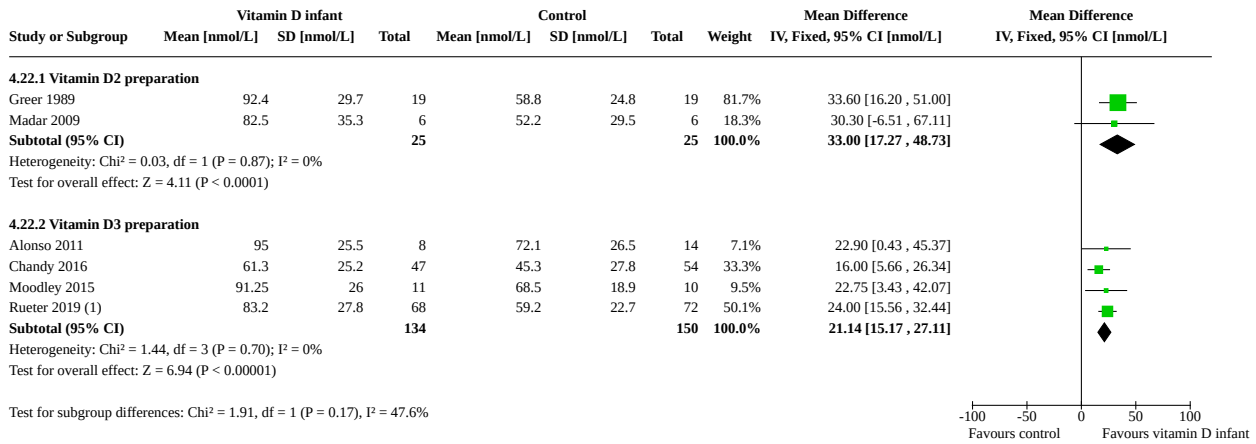 Vitamin D infant Control Mean Difference Mean Difference
Study or Subgroup Mean [nmol/L] SD [nmol/L] Total Mean [nmol/L] SD [nmol/L] Total Weight IV, Fixed, 95% CI [nmol/L] IV, Fixed, 95% CI [nmol/L]
4.22.1 Vitamin D2 preparation
Greer 1989 92.4 29.7 19 58.8 24.8 19 81.7% 33.60 [16.20 , 51.00]
Madar 2009 82.5 35.3 6 52.2 29.5 6 18.3% 30.30 [-6.51 , 67.11]
Subtotal (95% CI) 25 25 100.0% 33.00 [17.27 , 48.73]
Heterogeneity: Chi² = 0.03, df = 1 (P = 0.87); I² = 0%
Test for overall effect: Z = 4.11 (P < 0.0001)
4.22.2 Vitamin D3 preparation
Alonso 2011 95 25.5 8 72.1 26.5 14 7.1% 22.90 [0.43 , 45.37]
Chandy 2016 61.3 25.2 47 45.3 27.8 54 33.3% 16.00 [5.66 , 26.34]
Moodley 2015 91.25 26 11 68.5 18.9 10 9.5% 22.75 [3.43 , 42.07]
Rueter 2019 (1) 83.2 27.8 68 59.2 22.7 72 50.1% 24.00 [15.56 , 32.44]
Subtotal (95% CI) 134 150 100.0% 21.14 [15.17 , 27.11]
Heterogeneity: Chi² = 1.44, df = 3 (P = 0.70); I² = 0%
Test for overall effect: Z = 6.94 (P < 0.00001)
Test for subgroup differences: Chi² = 1.91, df = 1 (P = 0.17), I² = 47.6%
-100 -50 0 50 100
Favours control Favours vitamin D infant